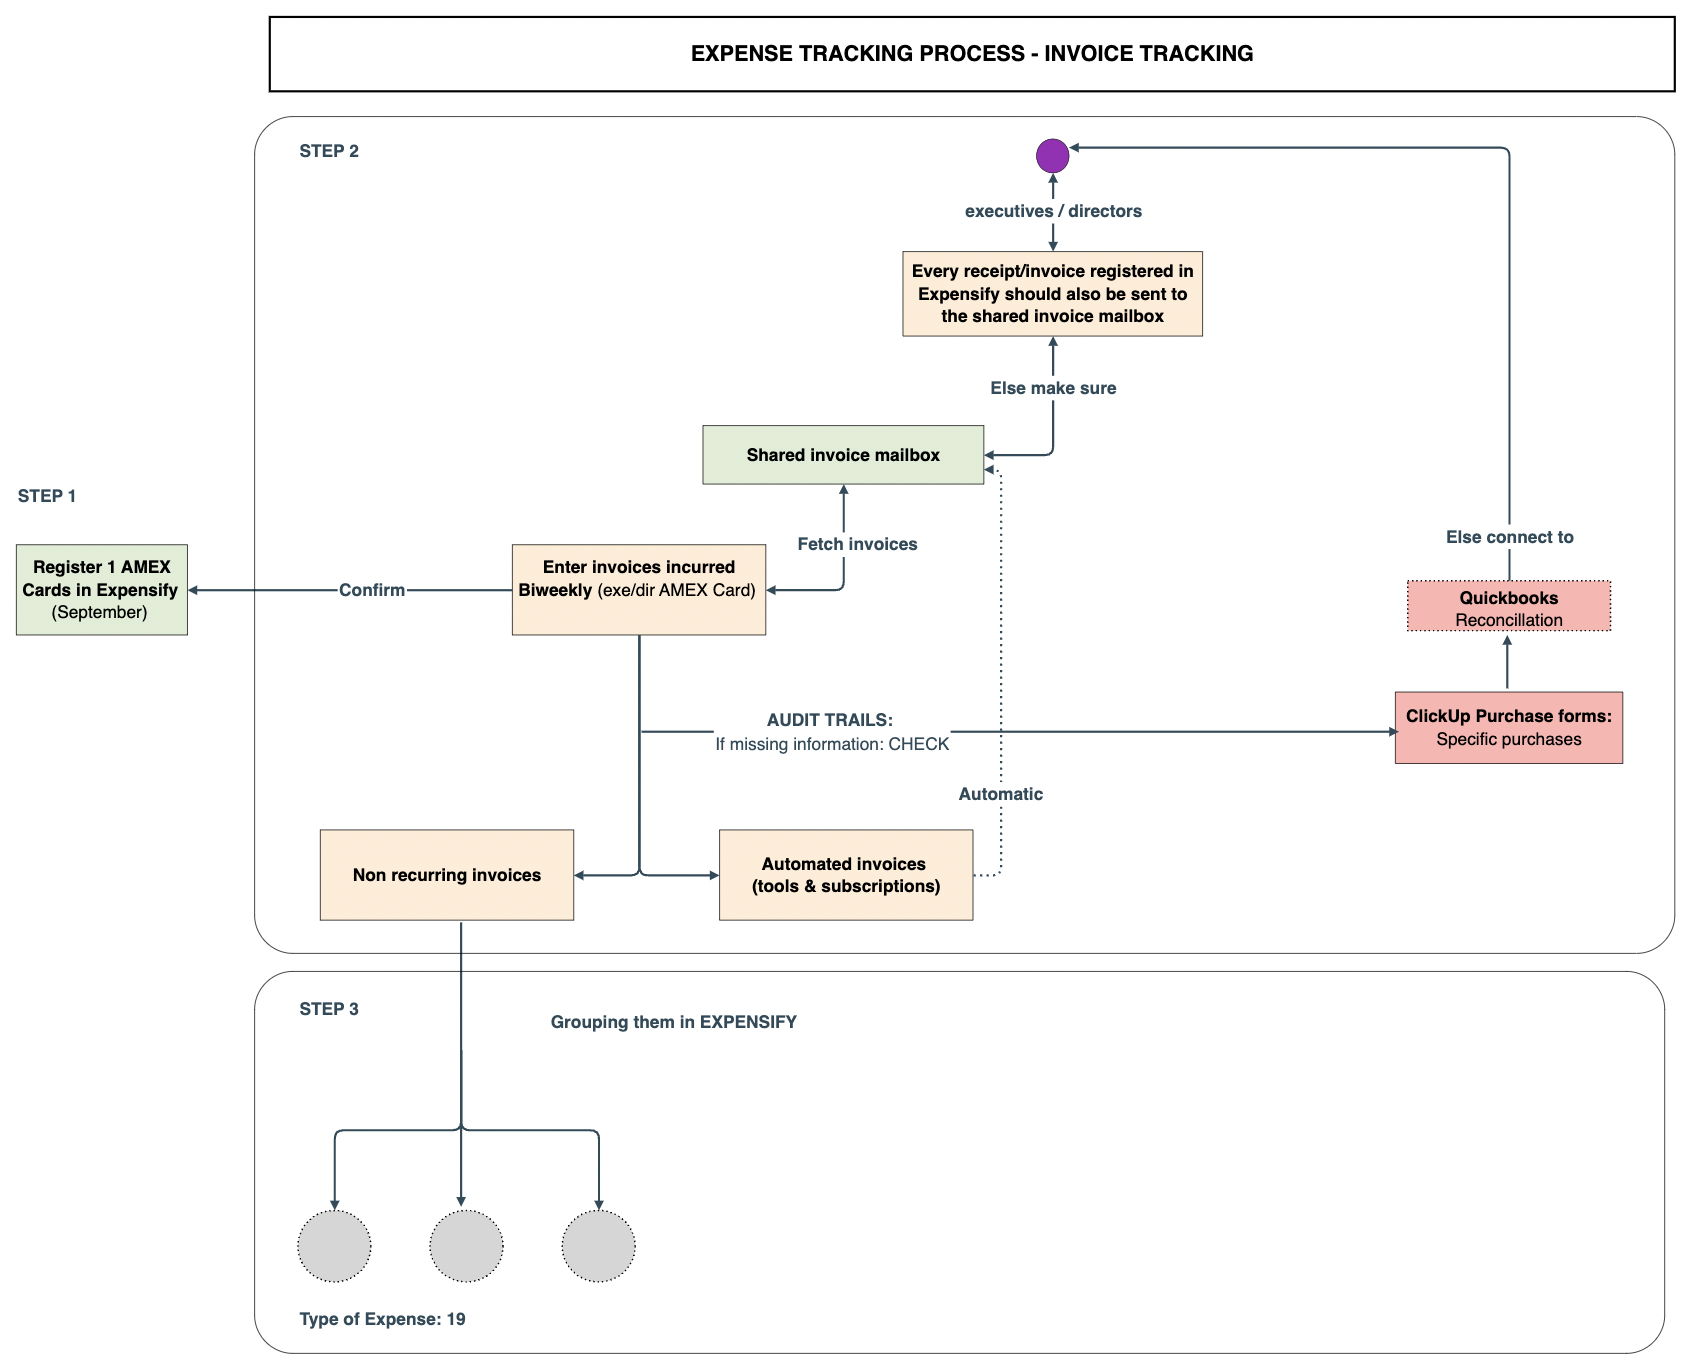 EXPENSE TRACKING PROCESS - INVOICE TRACKING
STEP 2
executives / directors
Every receipt/invoice registered in
Expensify should also be sent to
the shared invoice mailbox
Else make sure
Shared invoice mailbox
STEP 1
Fetch invoices
Else connect to
Register 1 AMEX
Cards in Expensify
(September)
Confirm
Enter invoices incurred
Biweekly (exe/dir AMEX Card)
Quickbooks
Reconcillation
AUDIT TRAILS:
If missing information: CHECK
ClickUp Purchase forms:
Specific purchases
Automatic
Non recurring invoices
Automated invoices
(tools & subscriptions)
STEP 3
Grouping them in EXPENSIFY
Type of Expense: 19